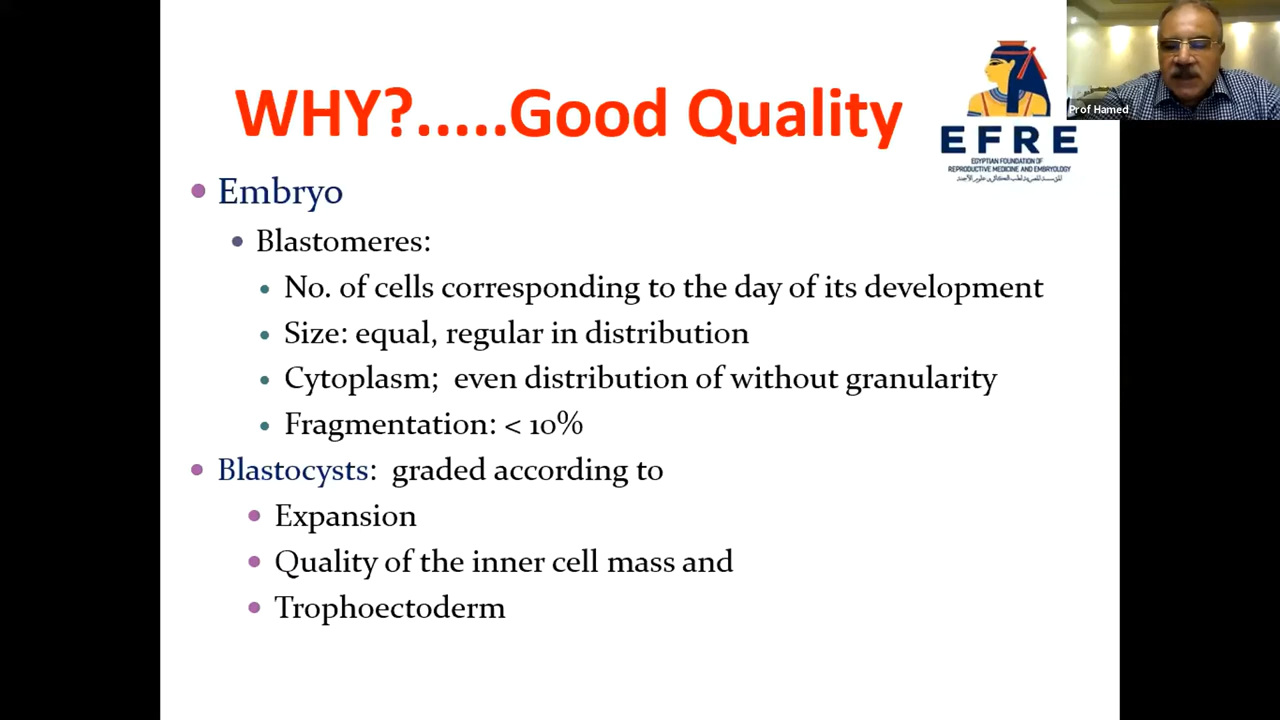 WHY?.....Good Quality
Prof Hamed
EFRE
EGYPTIAN FOUNDATION OF
REPRODUCTIVE MEDICINE AND EMBRYOLOGY
Embryo
Blastomeres:
No. of cells corresponding to the day of its development
Size: equal, regular in distribution
Cytoplasm; even distribution of without granularity
Fragmentation: < 10%
Blastocysts: graded according to
Expansion
Quality of the inner cell mass and
Trophoectoderm